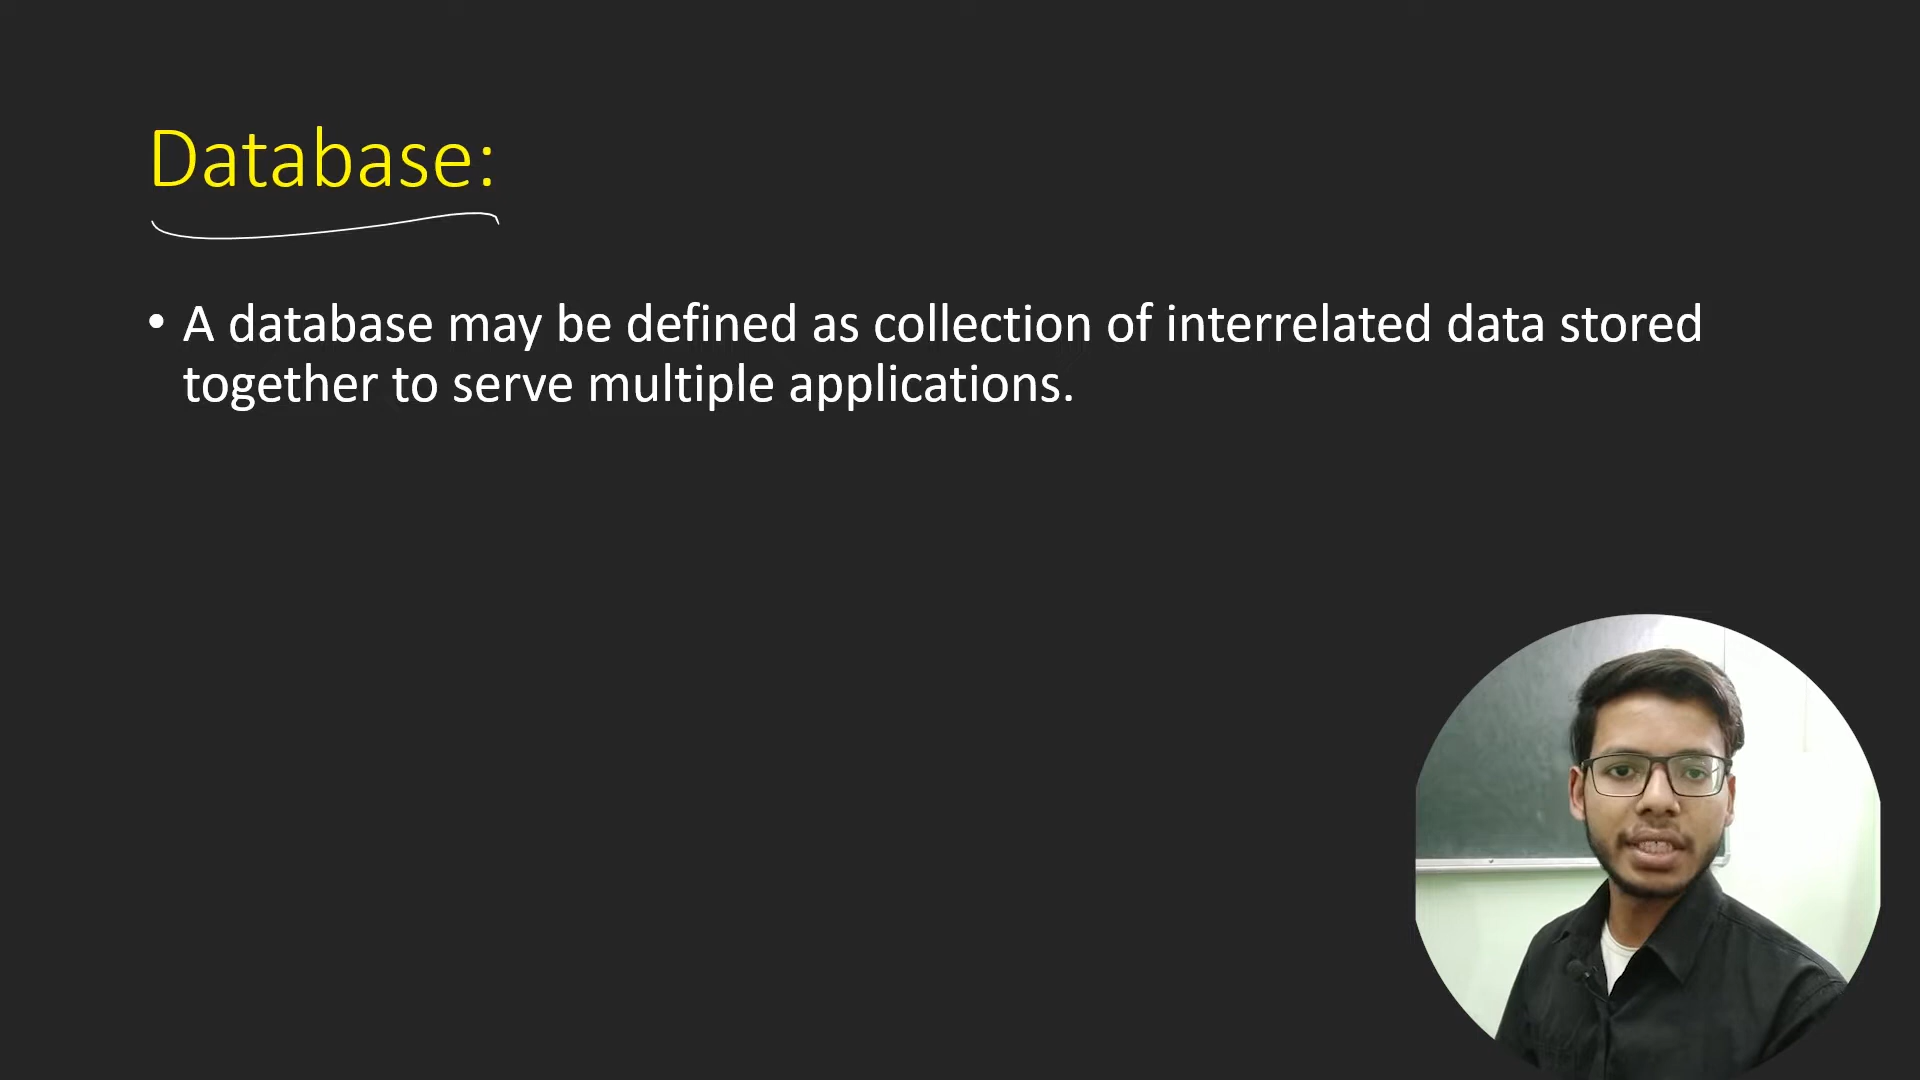 Database:
• A database may be defined as collection of interrelated data stored
together to serve multiple applications.